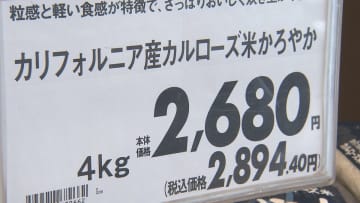 粒感と軽い食感が特徴で、さっぱりおいしく
カリフォルニア産カルローズ米かろやか
4kg
本体価格 2,680円
(税込価格 2,894.40円)